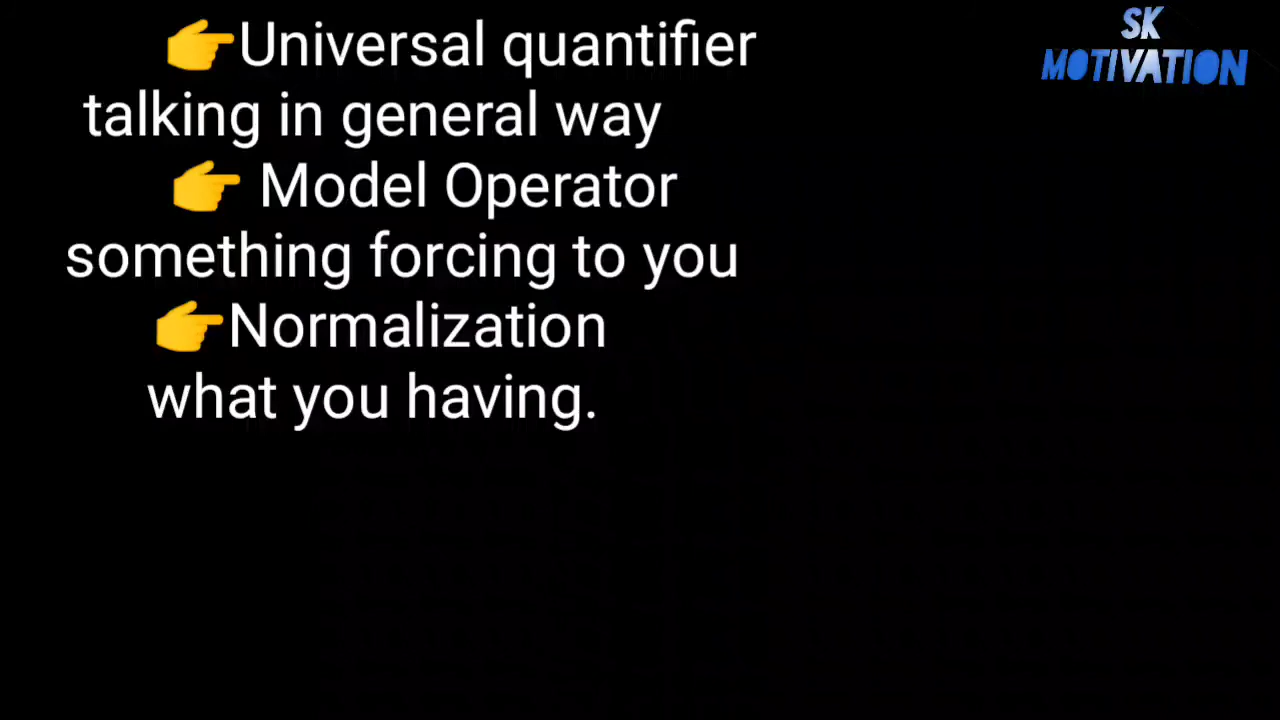 👉Universal quantifier
talking in general way
👉 Model Operator
something forcing to you
👉Normalization
what you having.
SK
MOTIVATION